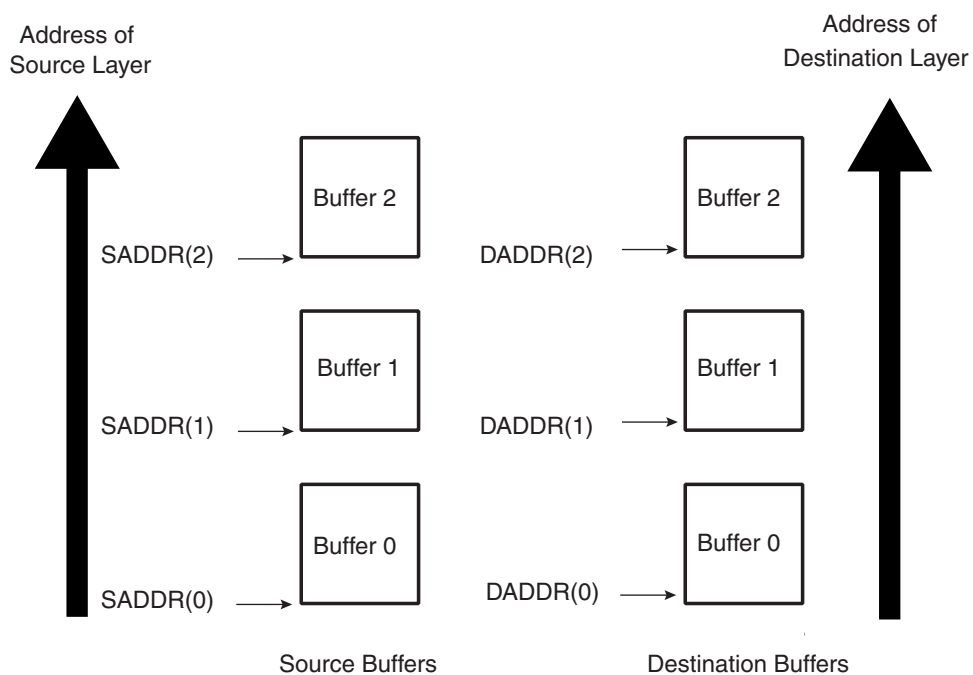 Address of
Source Layer
Address of
Destination Layer
Buffer 2
Buffer 2
SADDR(2)
DADDR(2)
Buffer 1
Buffer 1
SADDR(1)
DADDR(1)
Buffer 0
Buffer 0
SADDR(0)
DADDR(0)
Source Buffers
Destination Buffers